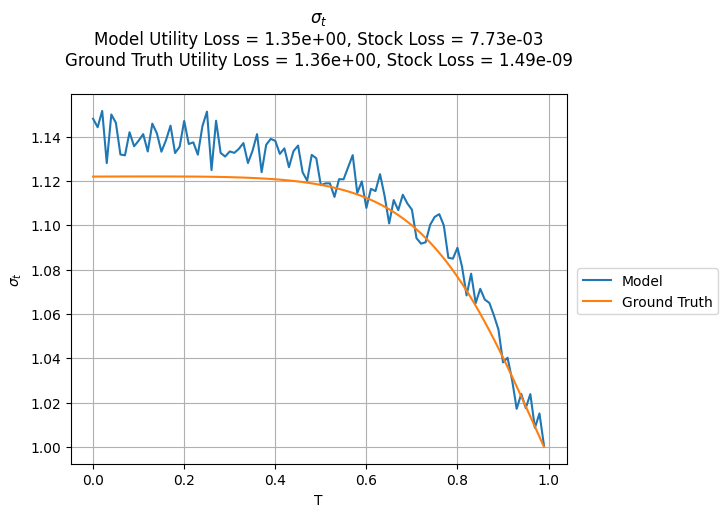 σₜ
Model Utility Loss = 1.35e+00, Stock Loss = 7.73e-03
Ground Truth Utility Loss = 1.36e+00, Stock Loss = 1.49e-09
1.14
1.12
1.10
1.08
1.06
1.04
1.02
1.00
σₜ
0.0 0.2 0.4 0.6 0.8 1.0
T
Model
Ground Truth